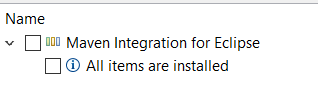 Name
Maven Integration for Eclipse
All items are installed